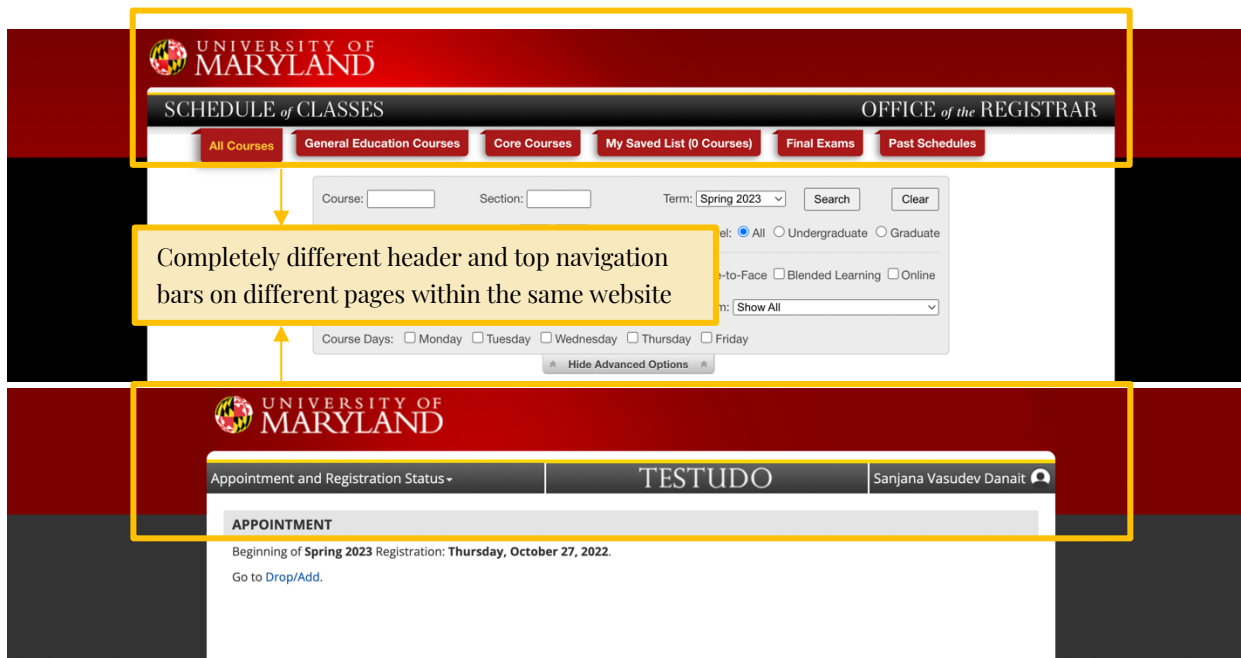 UNIVERSITY OF
MARYLAND
SCHEDULE of CLASSES OFFICE of the REGISTRAR
All Courses General Education Courses Core Courses My Saved List (0 Courses) Final Exams Past Schedules
Course: Section: Term: Spring 2023 Search Clear
All Undergraduate Graduate
Completely different header and top navigation
bars on different pages within the same website
e-to-Face Blended Learning Online
Show All
Course Days: Monday Tuesday Wednesday Thursday Friday
Hide Advanced Options
UNIVERSITY OF
MARYLAND
Appointment and Registration Status TESTUDO Sanjana Vasudev Danait
APPOINTMENT
Beginning of Spring 2023 Registration: Thursday, October 27, 2022.
Go to Drop/Add.